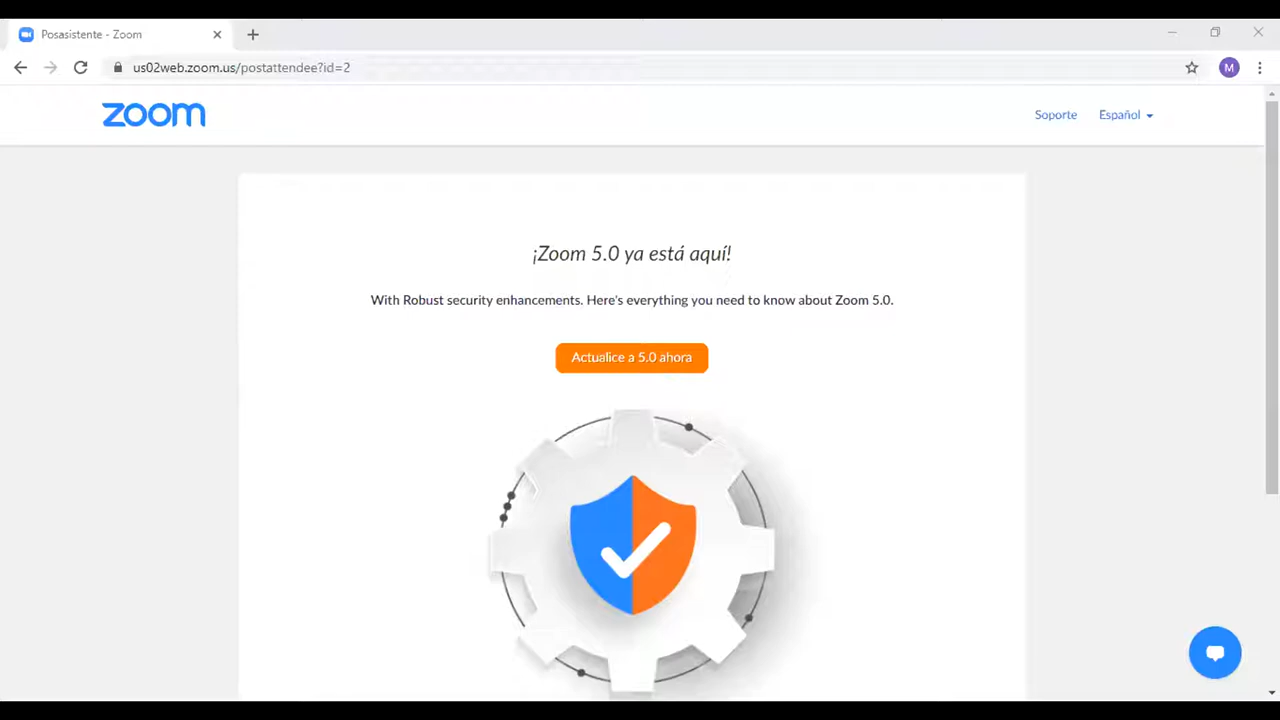 Posasistente - Zoom
us02web.zoom.us/postattendee?id=2
M
zoom
Soporte
Español
¡Zoom 5.0 ya está aquí!
With Robust security enhancements. Here's everything you need to know about Zoom 5.0.
Actualice a 5.0 ahora